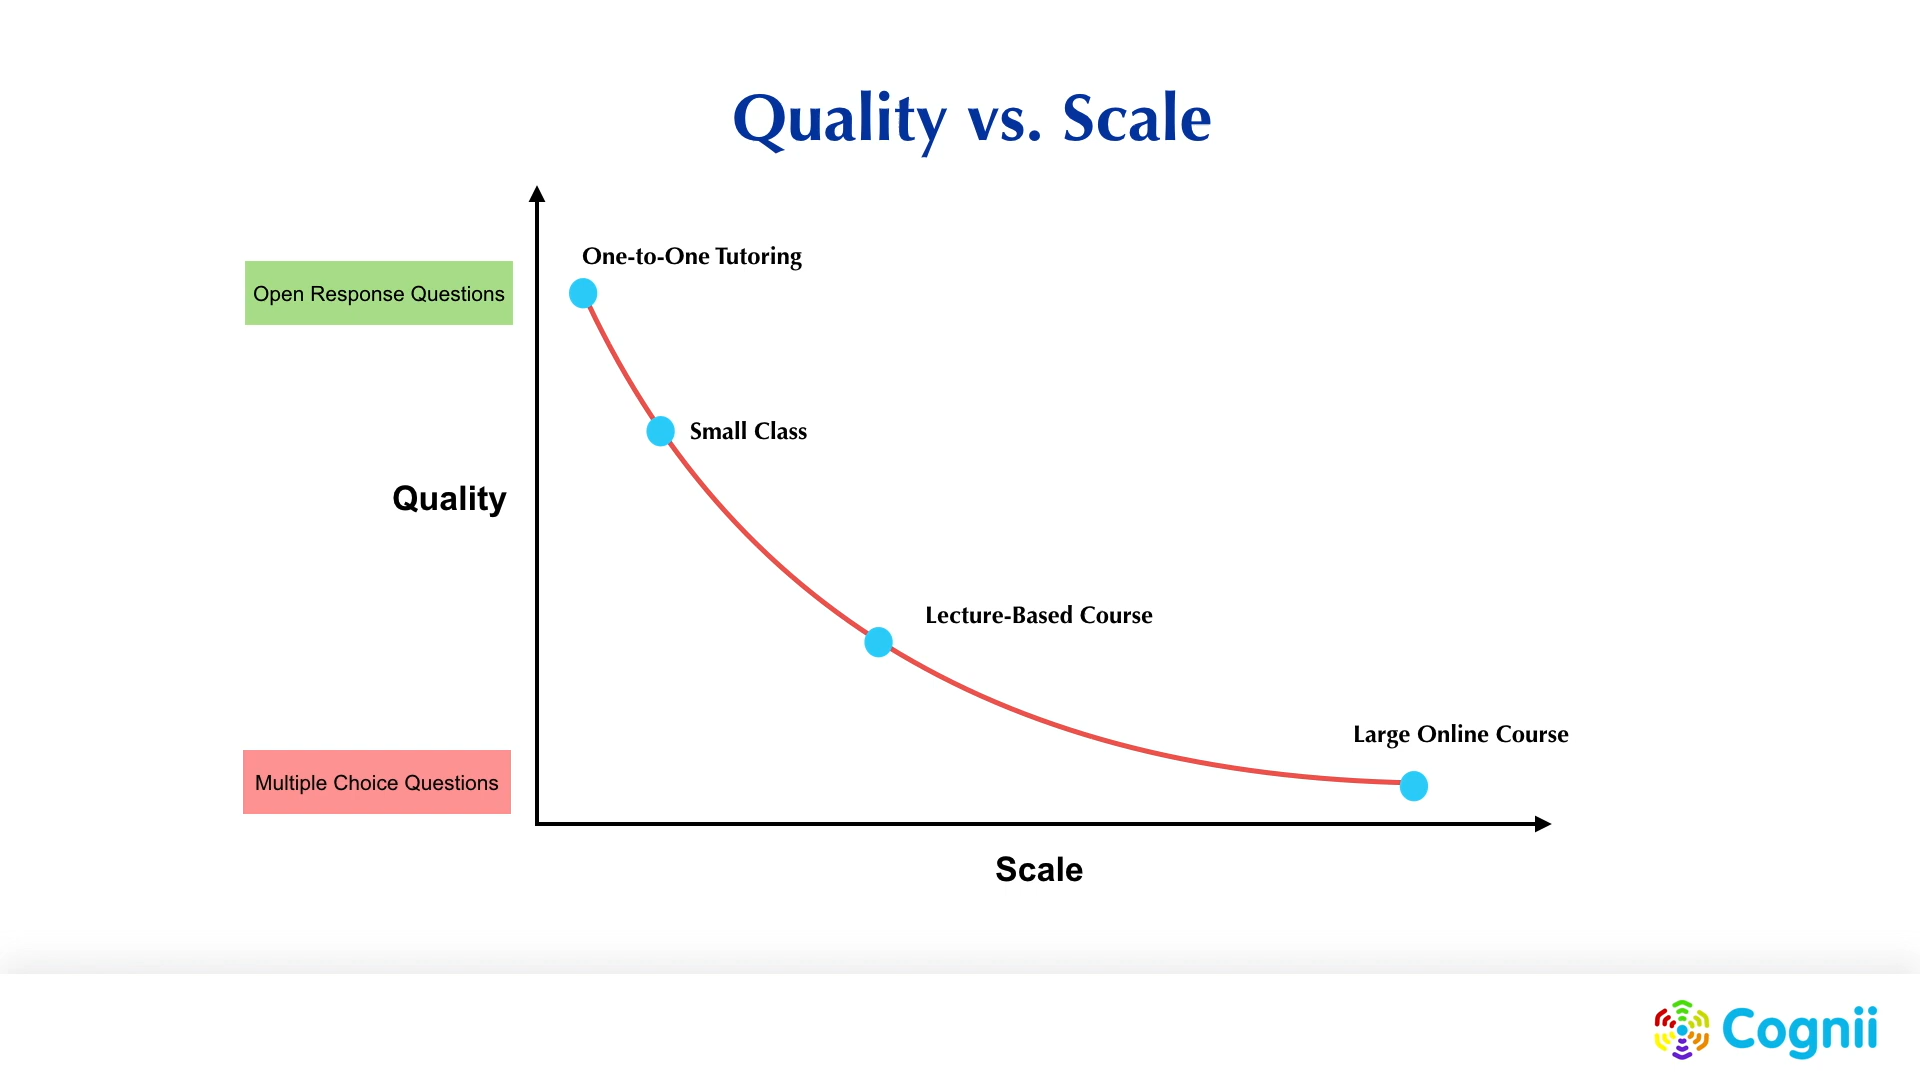 Quality vs. Scale
One-to-One Tutoring
Open Response Questions
Small Class
Quality
Lecture-Based Course
Large Online Course
Multiple Choice Questions
Scale
Cognii